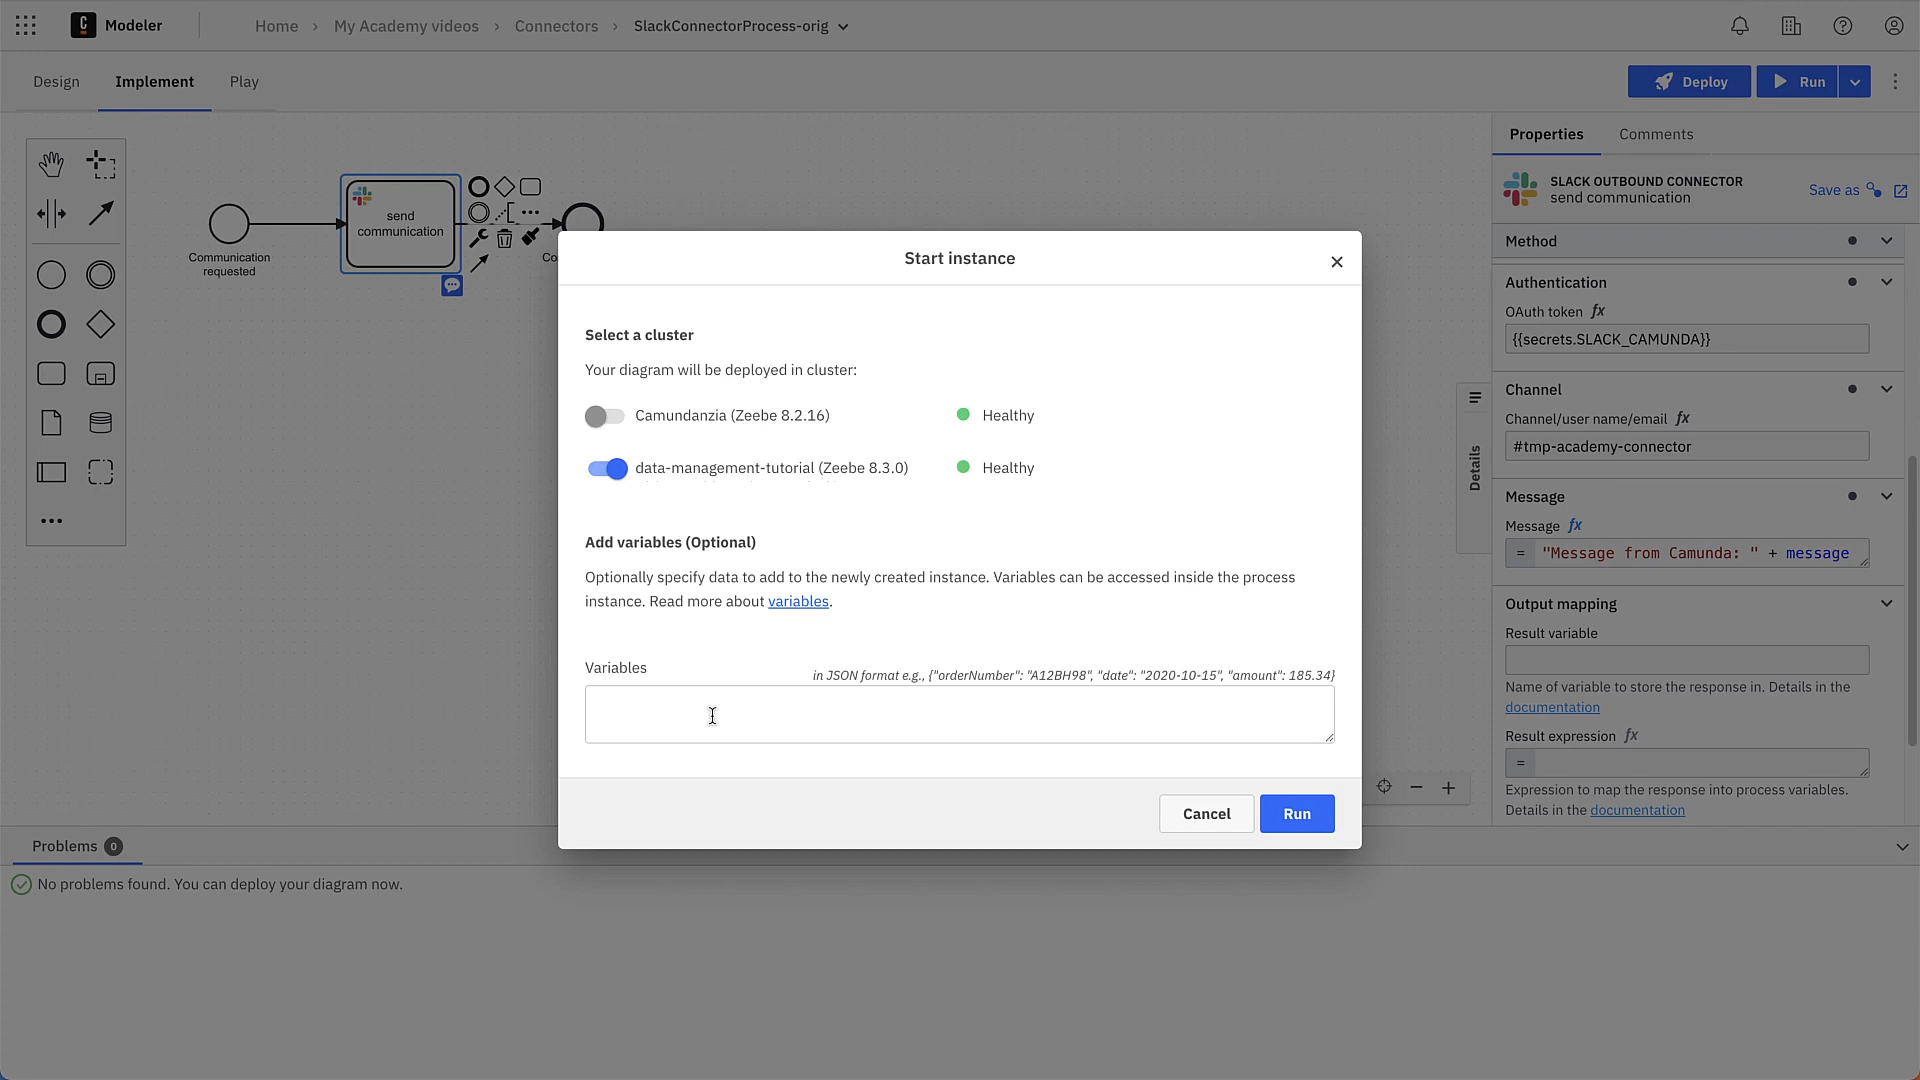 Modeler
Home > My Academy videos > Connectors > SlackConnectorProcess-orig
Design
Implement
Play
Deploy
Run
send
communication
Communication
requested
Co
Properties
Comments
SLACK OUTBOUND CONNECTOR
send communication
Save as
Method
Authentication
OAuth token fx
{{secrets.SLACK_CAMUNDA}}
Channel
Channel/user name/email fx
#tmp-academy-connector
Message
Message fx
= "Message from Camunda: " + message
Output mapping
Result variable
Name of variable to store the response in. Details in the
documentation
Result expression fx
=
Expression to map the response into process variables.
Details in the documentation
Details
Start instance
Select a cluster
Your diagram will be deployed in cluster:
Camundanzia (Zeebe 8.2.16)
Healthy
data-management-tutorial (Zeebe 8.3.0)
Healthy
Add variables (Optional)
Optionally specify data to add to the newly created instance. Variables can be accessed inside the process
instance. Read more about variables.
Variables
in JSON format e.g., {"orderNumber": "A12BH98", "date": "2020-10-15", "amount": 185.34}
Cancel
Run
Problems 0
No problems found. You can deploy your diagram now.